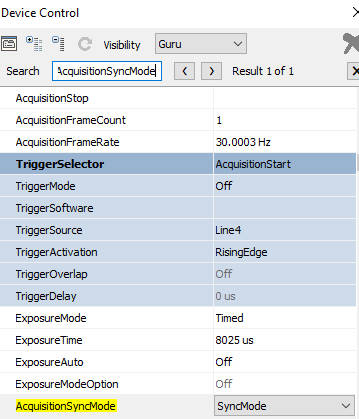 Device Control
Visibility Guru
Search AcquisitionSyncMode < > Result 1 of 1
AcquisitionStop
AcquisitionFrameCount 1
AcquisitionFrameRate 30.0003 Hz
TriggerSelector AcquisitionStart
TriggerMode Off
TriggerSoftware
TriggerSource Line4
TriggerActivation RisingEdge
TriggerOverlap Off
TriggerDelay 0 us
ExposureMode Timed
ExposureTime 8025 us
ExposureAuto Off
ExposureModeOption Off
AcquisitionSyncMode SyncMode